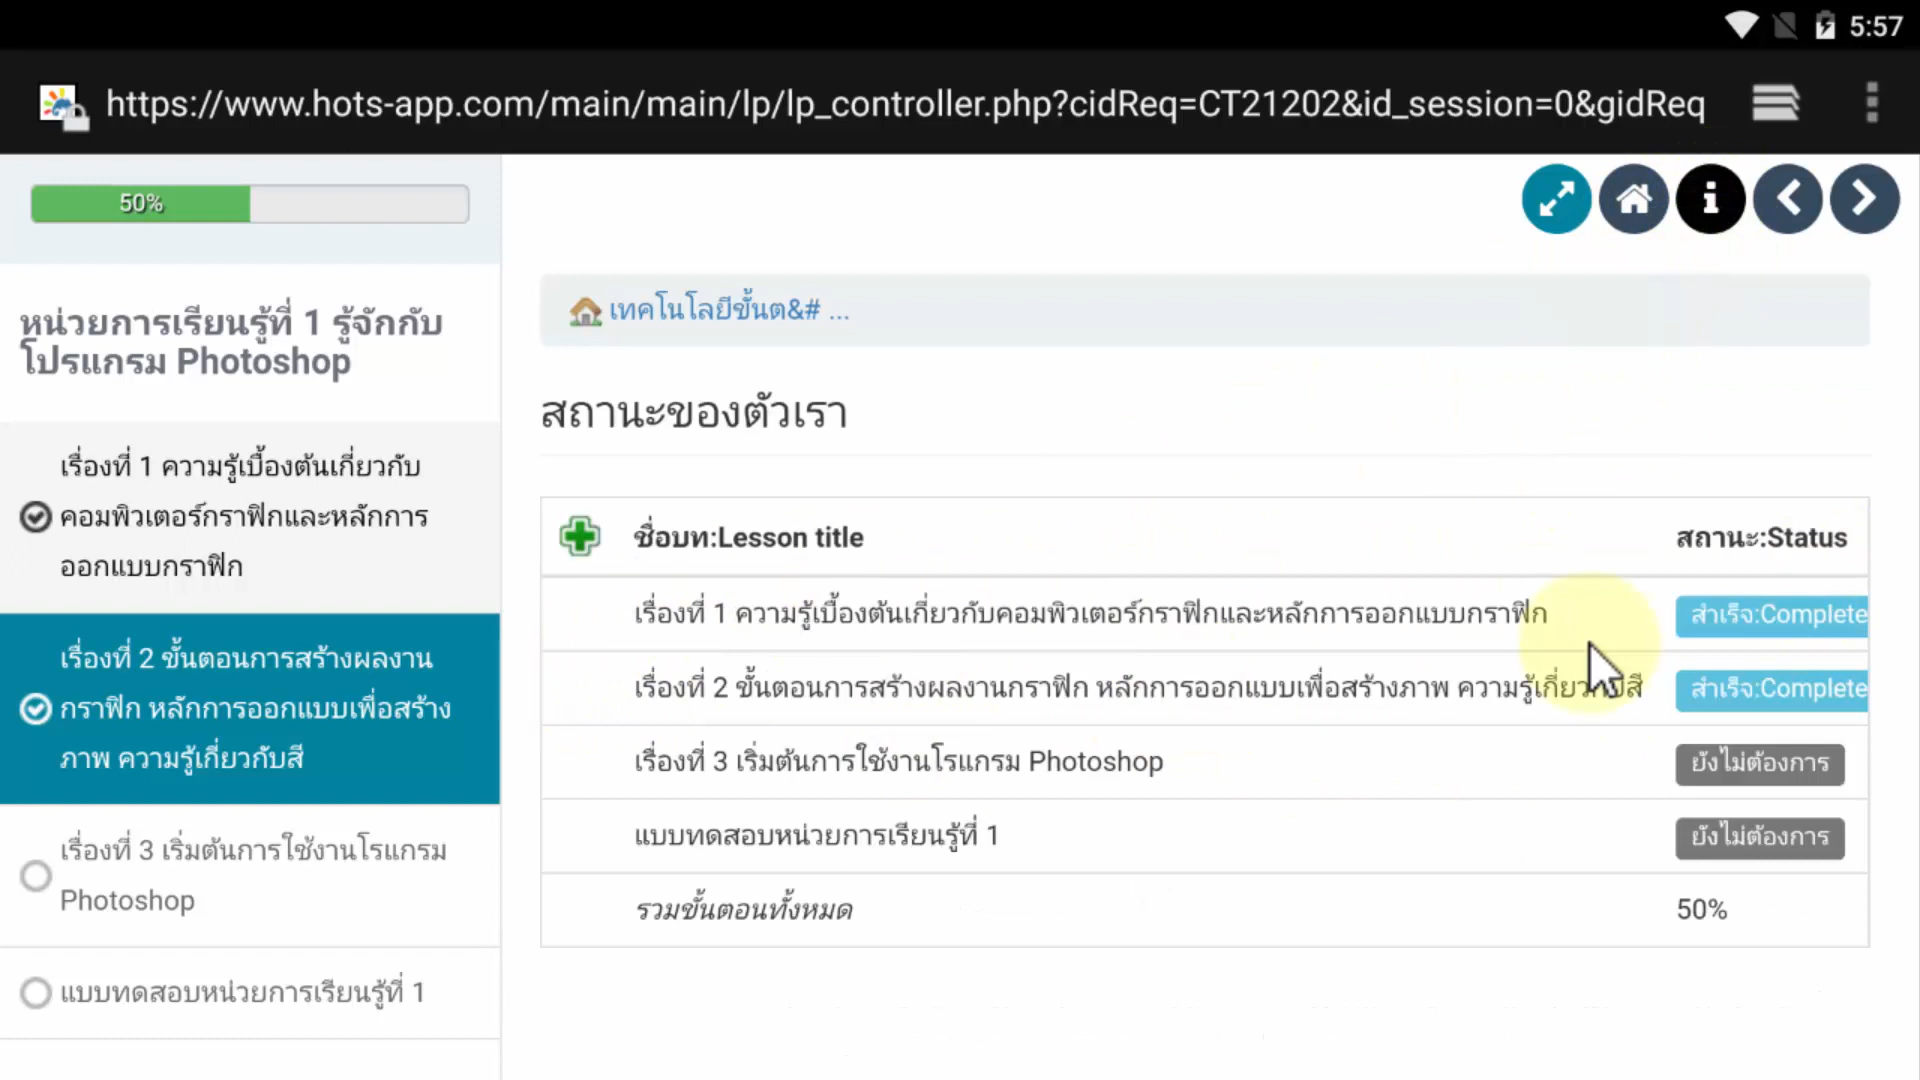 5:57
https://www.hots-app.com/main/main/lp/lp_controller.php?cidReq=CT21202&id_session=0&gidReq
50%
หน่วยการเรียนรู้ที่ 1 รู้จักกับ
โปรแกรม Photoshop
เรื่องที่ 1 ความรู้เบื้องต้นเกี่ยวกับ
คอมพิวเตอร์กราฟิกและหลักการ
ออกแบบกราฟิก
เรื่องที่ 2 ขั้นตอนการสร้างผลงาน
กราฟิก หลักการออกแบบเพื่อสร้าง
ภาพ ความรู้เกี่ยวกับสี
เรื่องที่ 3 เริ่มต้นการใช้งานโรแกรม
Photoshop
แบบทดสอบหน่วยการเรียนรู้ที่ 1
เทคโนโลยีขั้นต&# ...
สถานะของตัวเรา
ชื่อบท:Lesson title สถานะ:Status
เรื่องที่ 1 ความรู้เบื้องต้นเกี่ยวกับคอมพิวเตอร์กราฟิกและหลักการออกแบบกราฟิก สำเร็จ:Complete
เรื่องที่ 2 ขั้นตอนการสร้างผลงานกราฟิก หลักการออกแบบเพื่อสร้างภาพ ความรู้เกี่ยวกับสี สำเร็จ:Complete
เรื่องที่ 3 เริ่มต้นการใช้งานโรแกรม Photoshop ยังไม่ต้องการ
แบบทดสอบหน่วยการเรียนรู้ที่ 1 ยังไม่ต้องการ
รวมขั้นตอนทั้งหมด 50%